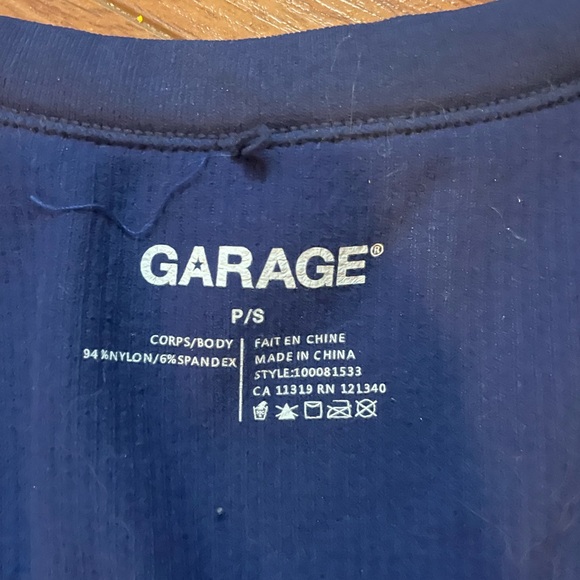 GARAGE®
P/S
CORPS/BODY
94%NYLON/6%SPANDEX
FAIT EN CHINE
MADE IN CHINA
STYLE:100081533
CA 11319 RN 121340